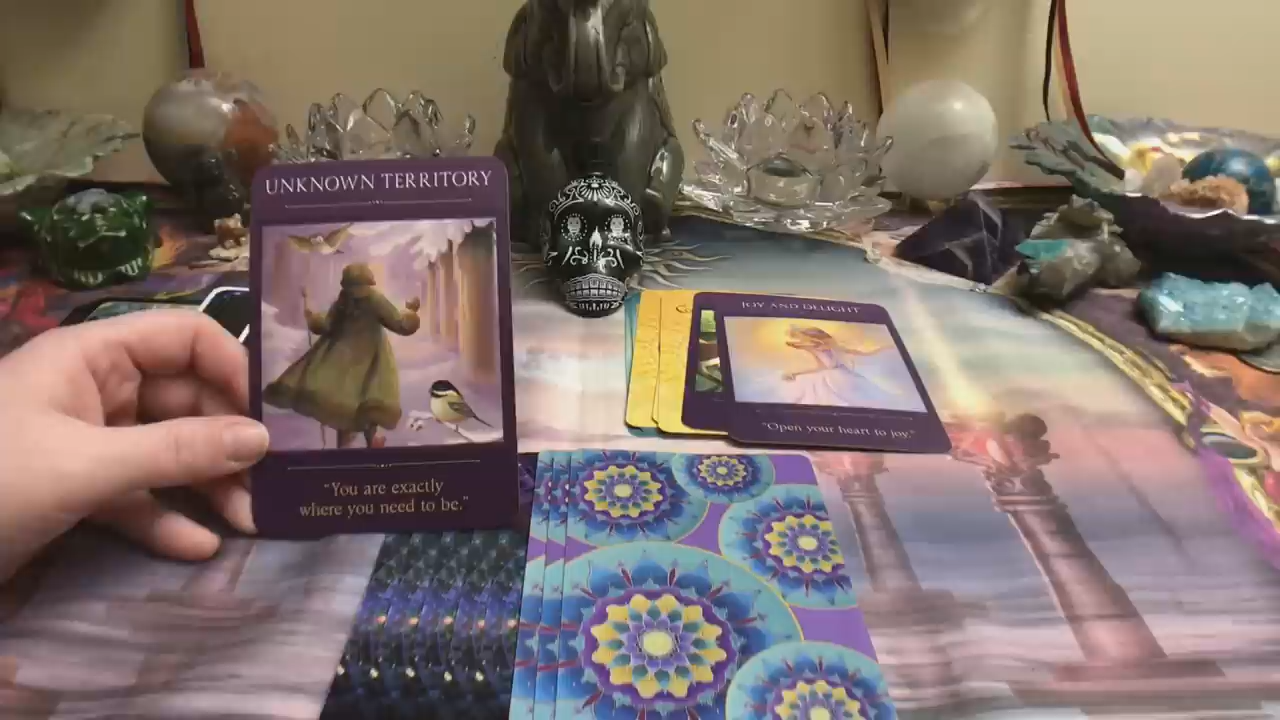 UNKNOWN TERRITORY
"You are exactly
where you need to be."
JOY AND DELIGHT
"Open your heart to joy."